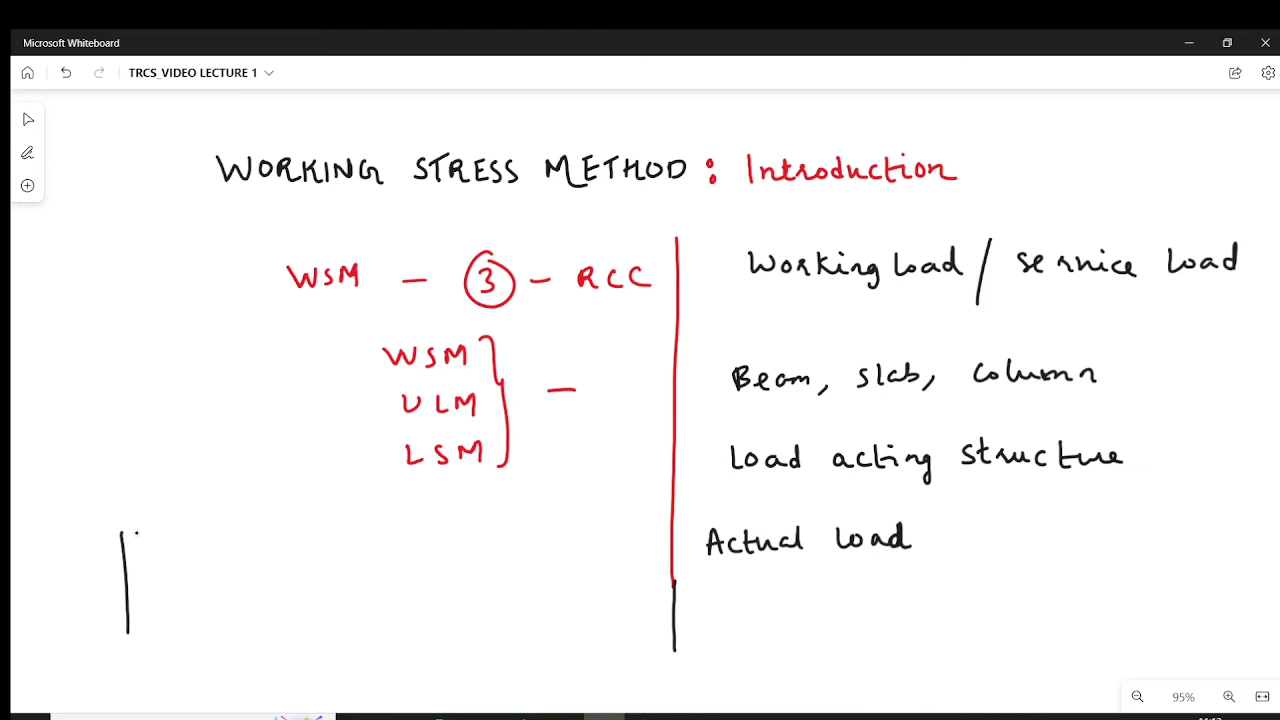 Microsoft Whiteboard
TRCS_VIDEO LECTURE 1
WORKING STRESS METHOD : Introduction
WSM - 3 - RCC
WSM
ULM
LSM
Working Load / Service Load
Beam, slab, column
Load acting structure
Actual load
95%